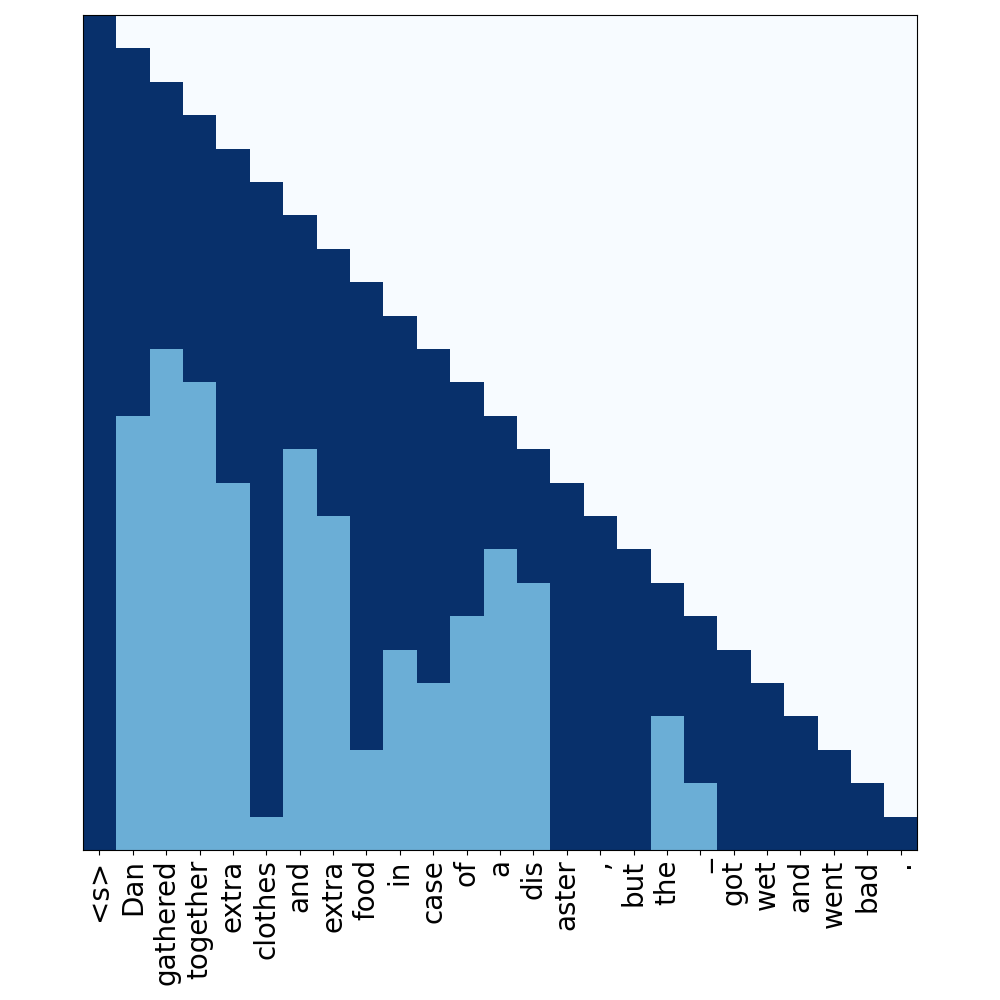 <s> Dan gathered together extra clothes and extra food in case of a dis aster , but the _ got wet and went bad .